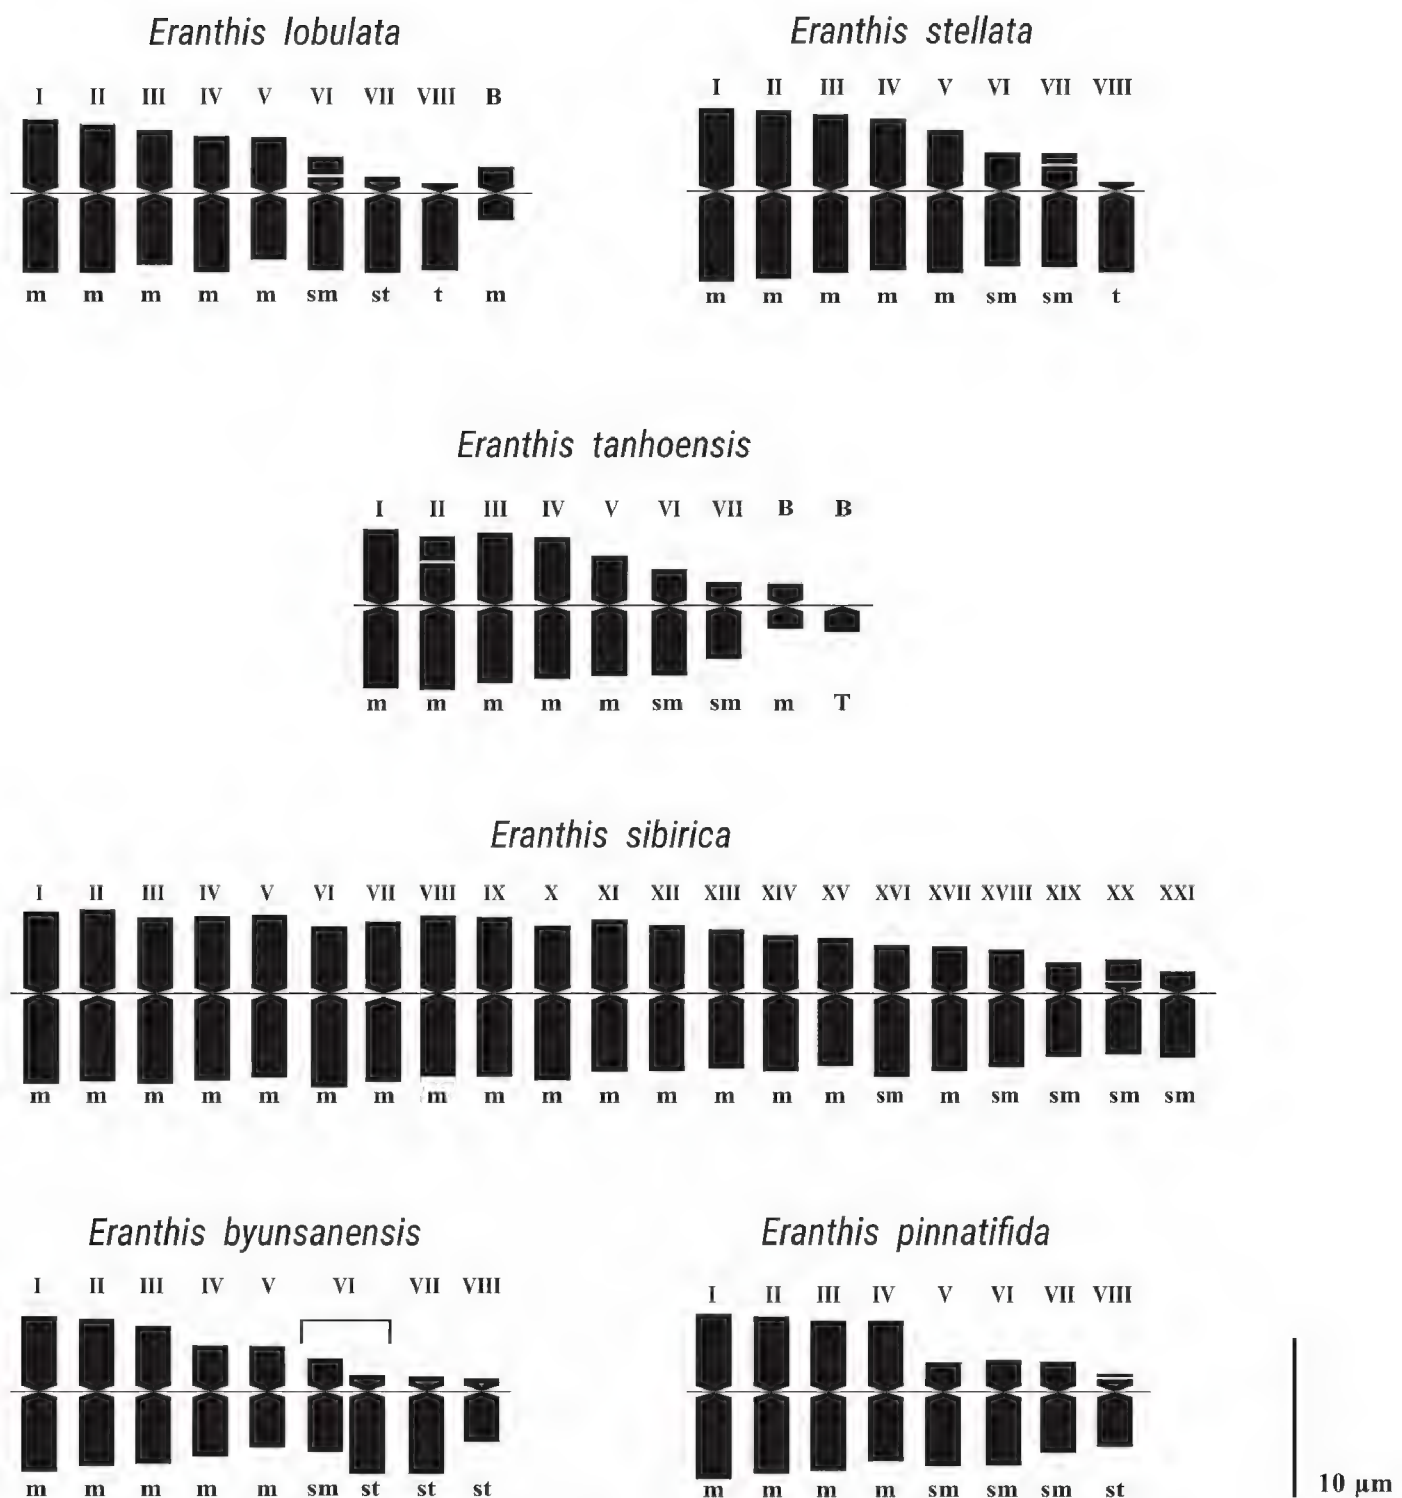 Eranthis lobulata
I II III IV V VI VII VIII B
m m m m m sm st t m
Eranthis stellata
I II III IV V VI VII VIII
m m m m m sm sm t
Eranthis tanhoensis
I II III IV V VI VII B B
m m m m m sm sm m T
Eranthis sibirica
I II III IV V VI VII VIII IX X XI XII XIII XIV XV XVI XVII XVIII XIX XX XXI
m m m m m m m m m m m m m m m sm m sm sm sm sm
Eranthis byunsanensis
I II III IV V VI VII VIII
m m m m m sm st st st
Eranthis pinnatifida
I II III IV V VI VII VIII
m m m m sm sm sm st
10 μm